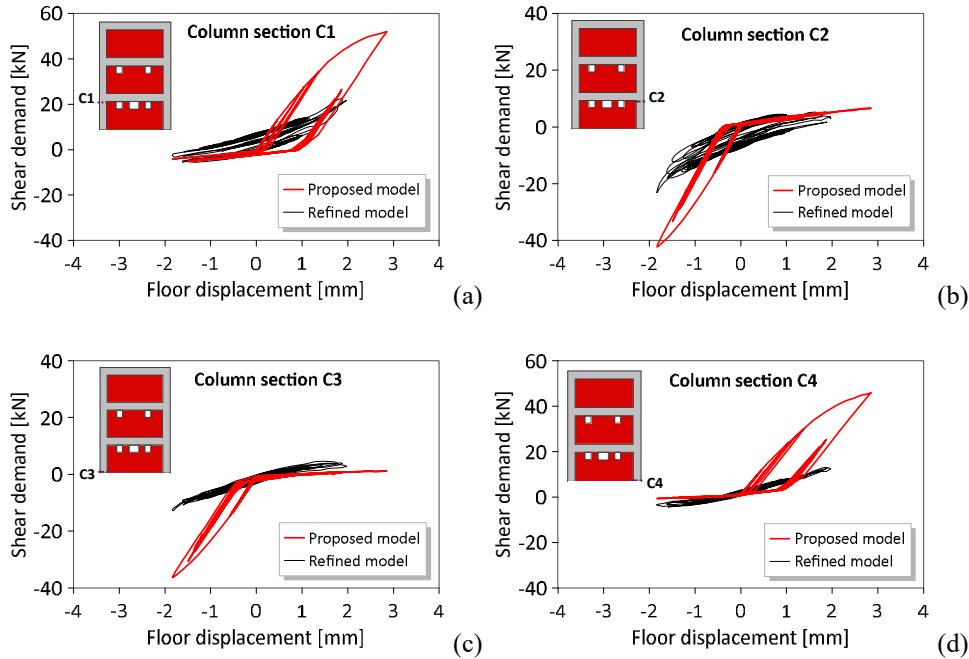 Column section C1
Shear demand [kN]
60
40
20
0
-20
-40
C1
Proposed model
Refined model
-4 -3 -2 -1 0 1 2 3 4
Floor displacement [mm]
(a)
Column section C2
Shear demand [kN]
40
20
0
-20
-40
C2
Proposed model
Refined model
-4 -3 -2 -1 0 1 2 3 4
Floor displacement [mm]
(b)
Column section C3
Shear demand [kN]
40
20
0
-20
-40
C3
Proposed model
Refined model
-4 -3 -2 -1 0 1 2 3 4
Floor displacement [mm]
(c)
Column section C4
Shear demand [kN]
60
40
20
0
-20
-40
C4
Proposed model
Refined model
-4 -3 -2 -1 0 1 2 3 4
Floor displacement [mm]
(d)